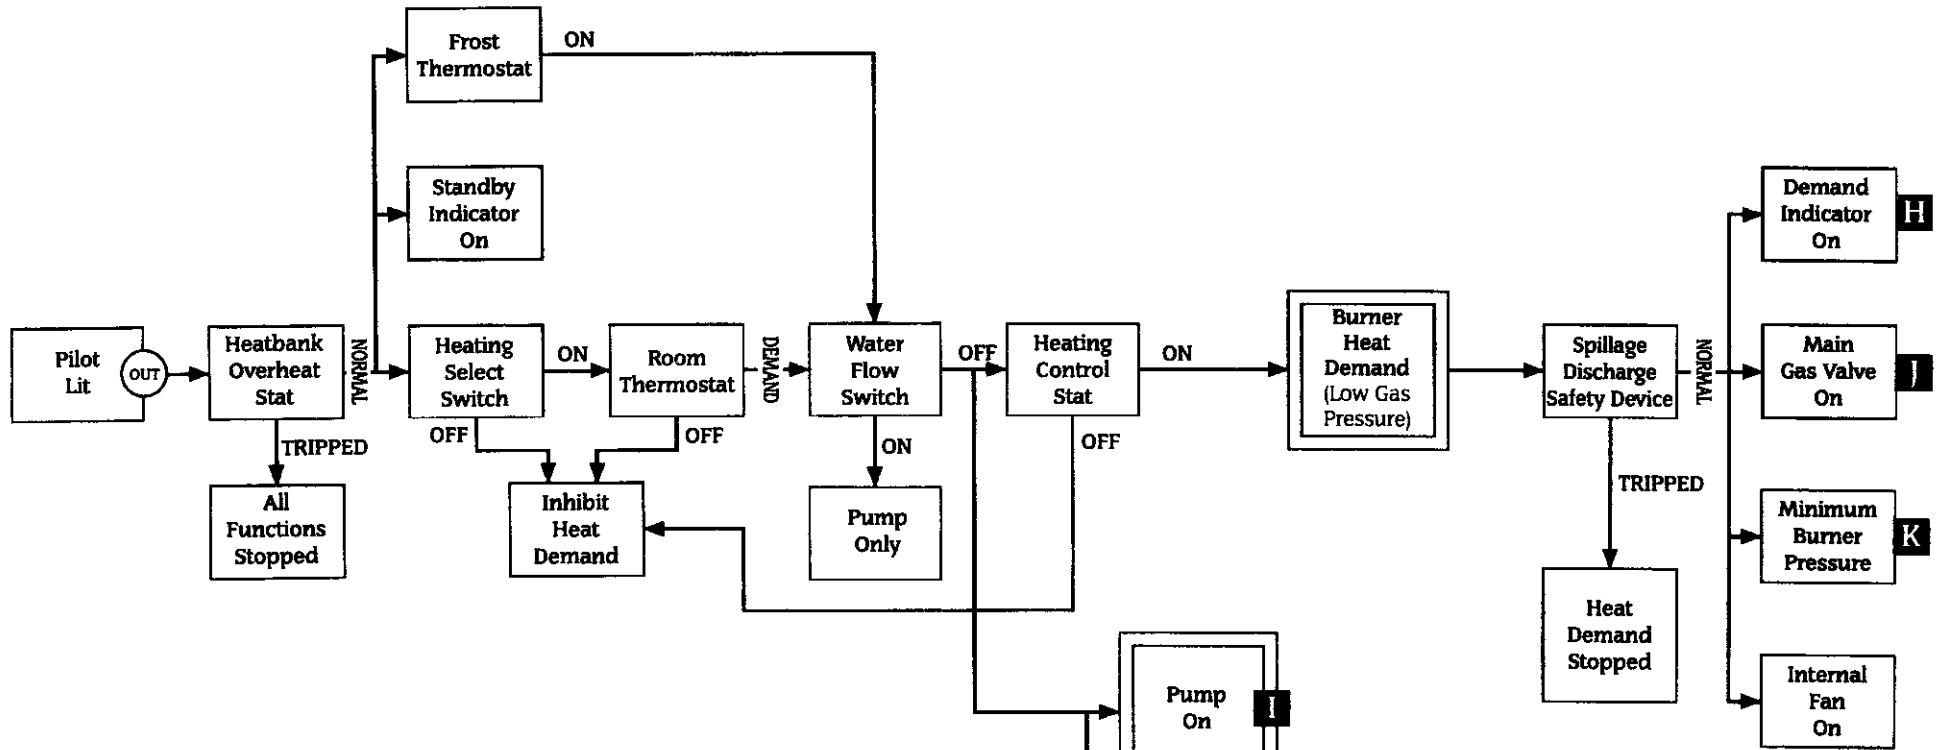 Frost
Thermostat
ON
Standby
Indicator
On
Demand
Indicator
On
H
Pilot
Lit
OUT
Heatbank
Overheat
Stat
NORMAL
Heating
Select
Switch
ON
Room
Thermostat
DEMAND
Water
Flow
Switch
OFF
Heating
Control
Stat
ON
Burner
Heat
Demand
(Low Gas
Pressure)
Spillage
Discharge
Safety Device
NORMAL
Main
Gas Valve
On
J
TRIPPED
OFF
OFF
ON
OFF
TRIPPED
All
Functions
Stopped
Inhibit
Heat
Demand
Pump
Only
Minimum
Burner
Pressure
K
Heat
Demand
Stopped
Pump
On
I
Internal
Fan
On